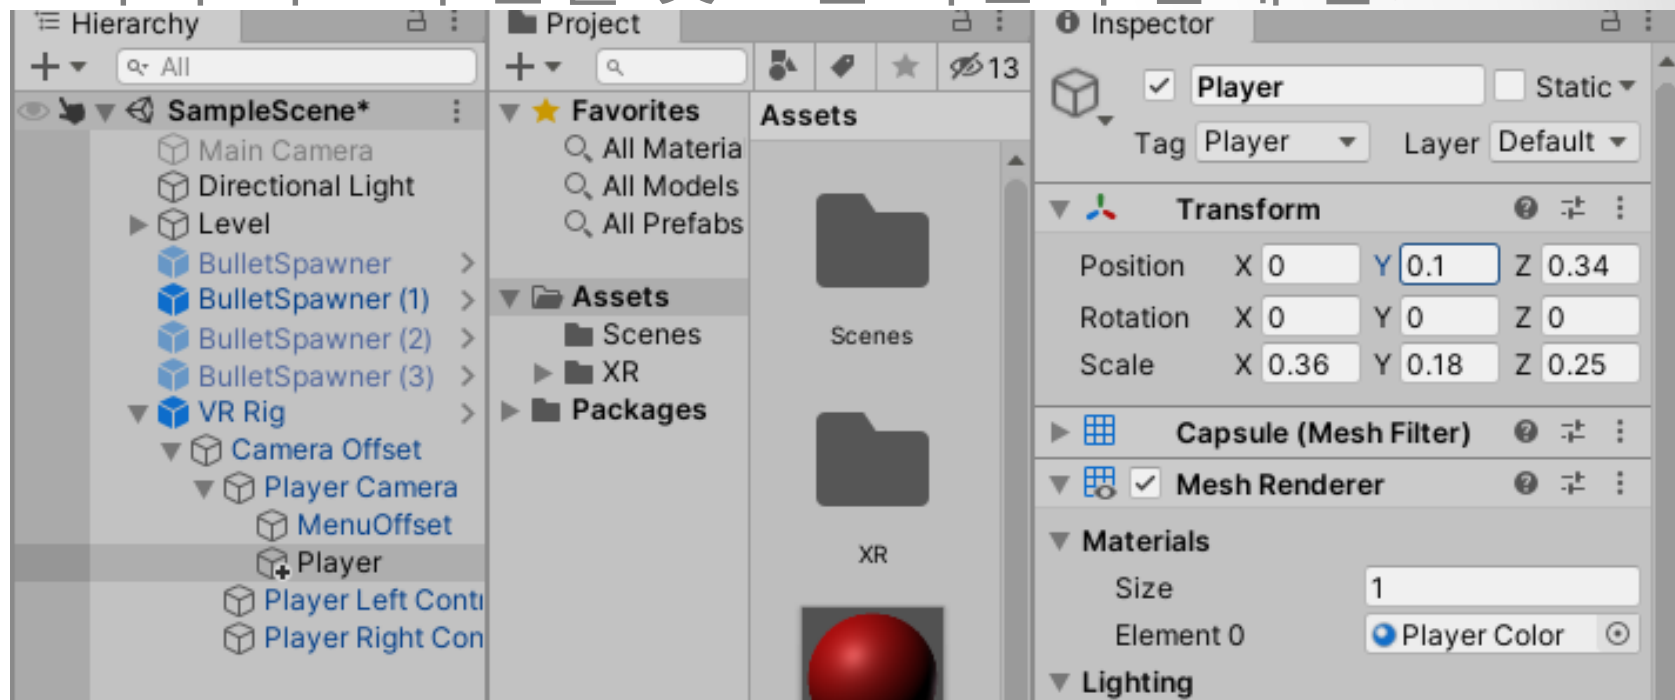 Hierarchy
All
SampleScene*
Main Camera
Directional Light
Level
BulletSpawner
BulletSpawner (1)
BulletSpawner (2)
BulletSpawner (3)
VR Rig
Camera Offset
Player Camera
MenuOffset
Player
Player Left Conti
Player Right Con
Project
13
Favorites
All Materia
All Models
All Prefabs
Assets
Scenes
XR
Packages
Assets
Scenes
XR
Inspector
Player Static
Tag Player Layer Default
Transform
Position X 0 Y 0.1 Z 0.34
Rotation X 0 Y 0 Z 0
Scale X 0.36 Y 0.18 Z 0.25
Capsule (Mesh Filter)
Mesh Renderer
Materials
Size 1
Element 0 Player Color
Lighting